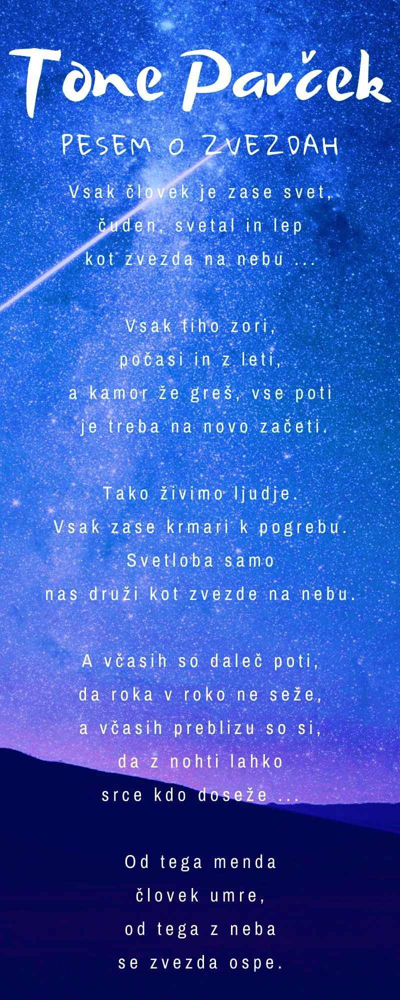 Tone Pavček
PESEM O ZVEZDAH
Vsak človek je zase svet,
čuden, svetal in lep
kot zvezda na nebu ...
Vsak tiho zori,
počasi in z leti,
a kamor že greš, vse poti
je treba na novo začeti.
Tako živimo ljudje.
Vsak zase krmari k pogrebu.
Svetloba samo
nas druži kot zvezde na nebu.
A včasih so daleč poti,
da roka v roko ne seže,
a včasih preblizu so si,
da z nohti lahko
srce kdo doseže ...
Od tega menda
človek umre,
od tega z neba
se zvezda ospe.